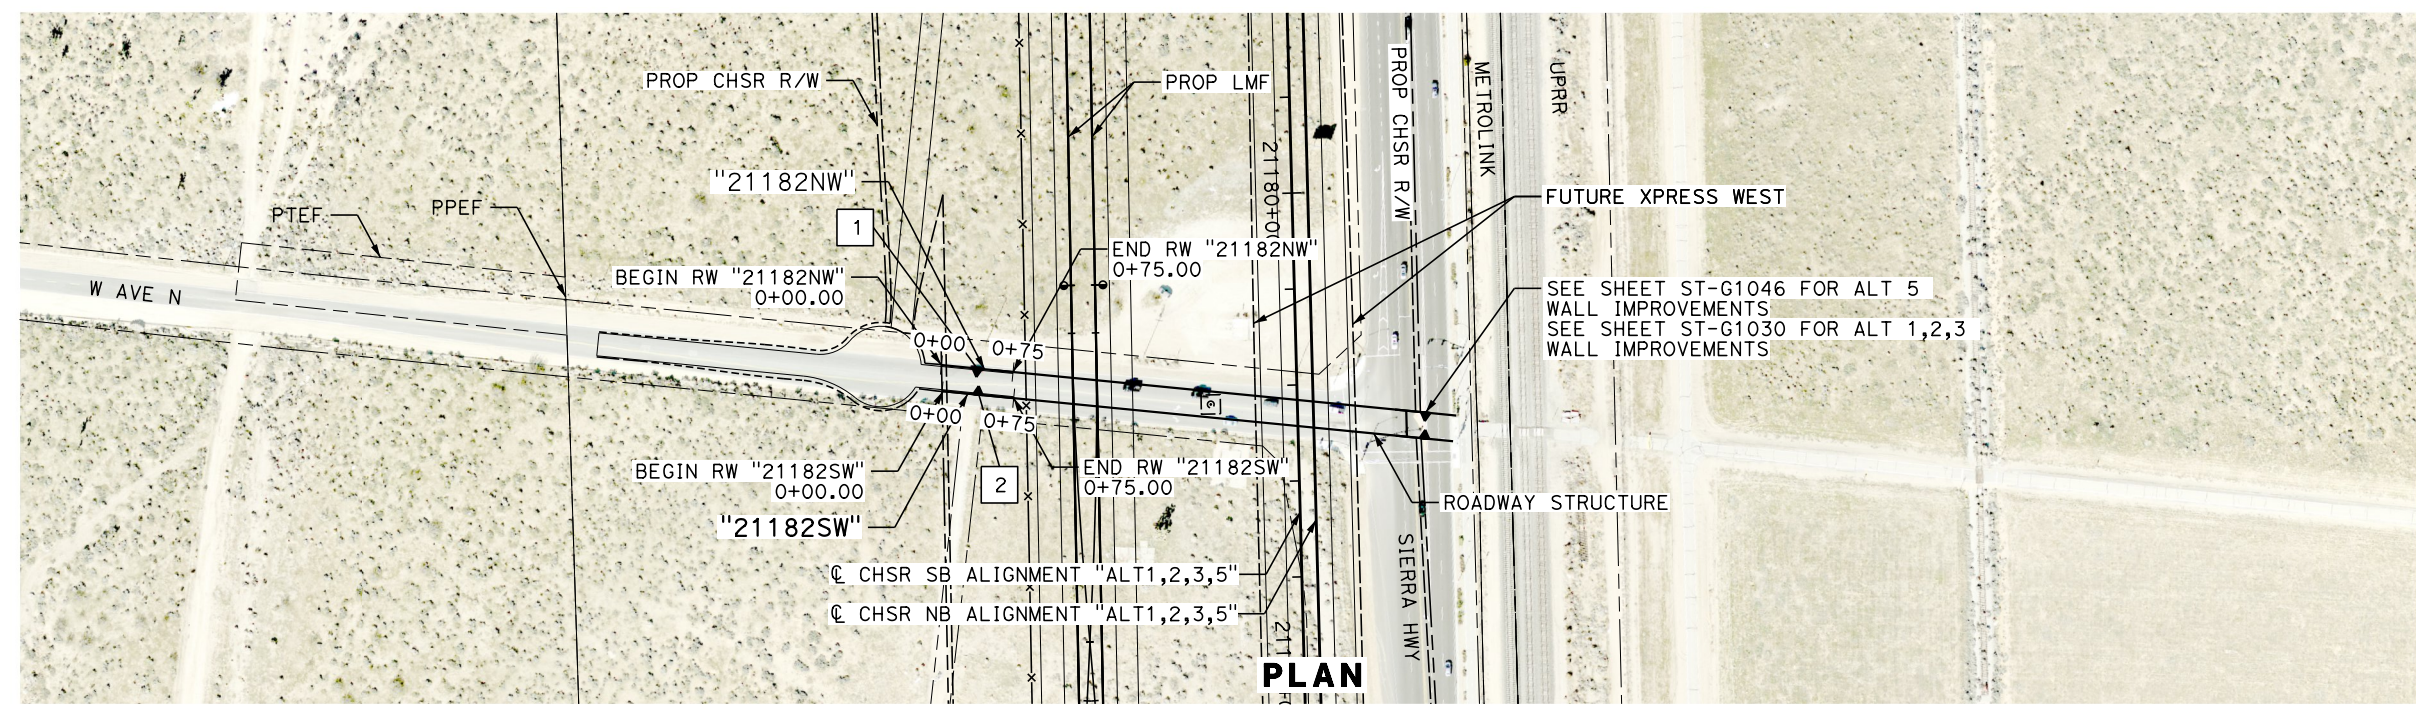 PROP CHSR R/W
PROP LMF
PROP CHSR R/W
METROLINK
UPRR
"21182NW"
PTEF
PPEF
1
21180+00
FUTURE XPRESS WEST
END RW "21182NW"
0+75.00
BEGIN RW "21182NW"
0+00.00
W AVE N
SEE SHEET ST-G1046 FOR ALT 5
WALL IMPROVEMENTS
SEE SHEET ST-G1030 FOR ALT 1,2,3
WALL IMPROVEMENTS
0+00
0+75
0+00
0+75
BEGIN RW "21182SW"
0+00.00
END RW "21182SW"
0+75.00
2
"21182SW"
ROADWAY STRUCTURE
℄ CHSR SB ALIGNMENT "ALT1,2,3,5"
℄ CHSR NB ALIGNMENT "ALT1,2,3,5"
SIERRA HWY
PLAN